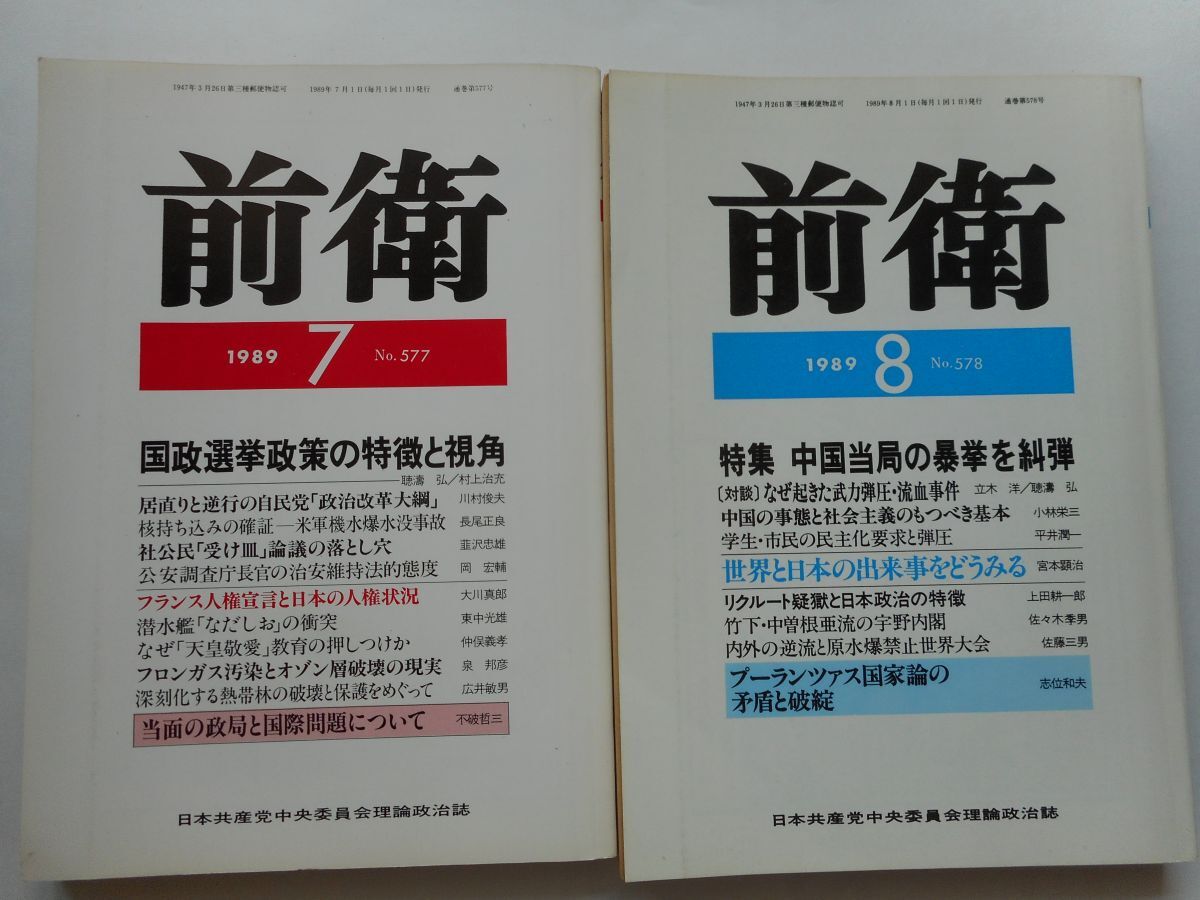 1947年3月26日第三種郵便物認可 1989年7月1日(毎月1回1日)発行 通巻第577号
前衛
1989 7 No.577
国政選挙政策の特徴と視角
聴濤 弘/村上治充
居直りと逆行の自民党「政治改革大綱」 川村俊夫
核持ち込みの確証―米軍機水爆水没事故 長尾正良
社公民「受け皿」論議の落とし穴 韮沢忠雄
公安調査庁長官の治安維持法的態度 岡 宏輔
フランス人権宣言と日本の人権状況 大川真郎
潜水艦「なだしお」の衝突 東中光雄
なぜ「天皇敬愛」教育の押しつけか 仲俣義孝
フロンガス汚染とオゾン層破壊の現実 泉 邦彦
深刻化する熱帯林の破壊と保護をめぐって 広井敏男
当面の政局と国際問題について 不破哲三
日本共産党中央委員会理論政治誌
1947年3月26日第三種郵便物認可 1989年8月1日(毎月1回1日)発行 通巻第578号
前衛
1989 8 No.578
特集 中国当局の暴挙を糾弾
〔対談〕なぜ起きた武力弾圧・流血事件 立木 洋/聴濤 弘
中国の事態と社会主義のもつべき基本 小林栄三
学生・市民の民主化要求と弾圧 平井潤一
世界と日本の出来事をどうみる 宮本顕治
リクルート疑獄と日本政治の特徴 上田耕一郎
竹下・中曽根亜流の宇野内閣 佐々木季男
内外の逆流と原水爆禁止世界大会 佐藤三男
プーランツァス国家論の
矛盾と破綻 志位和夫
日本共産党中央委員会理論政治誌